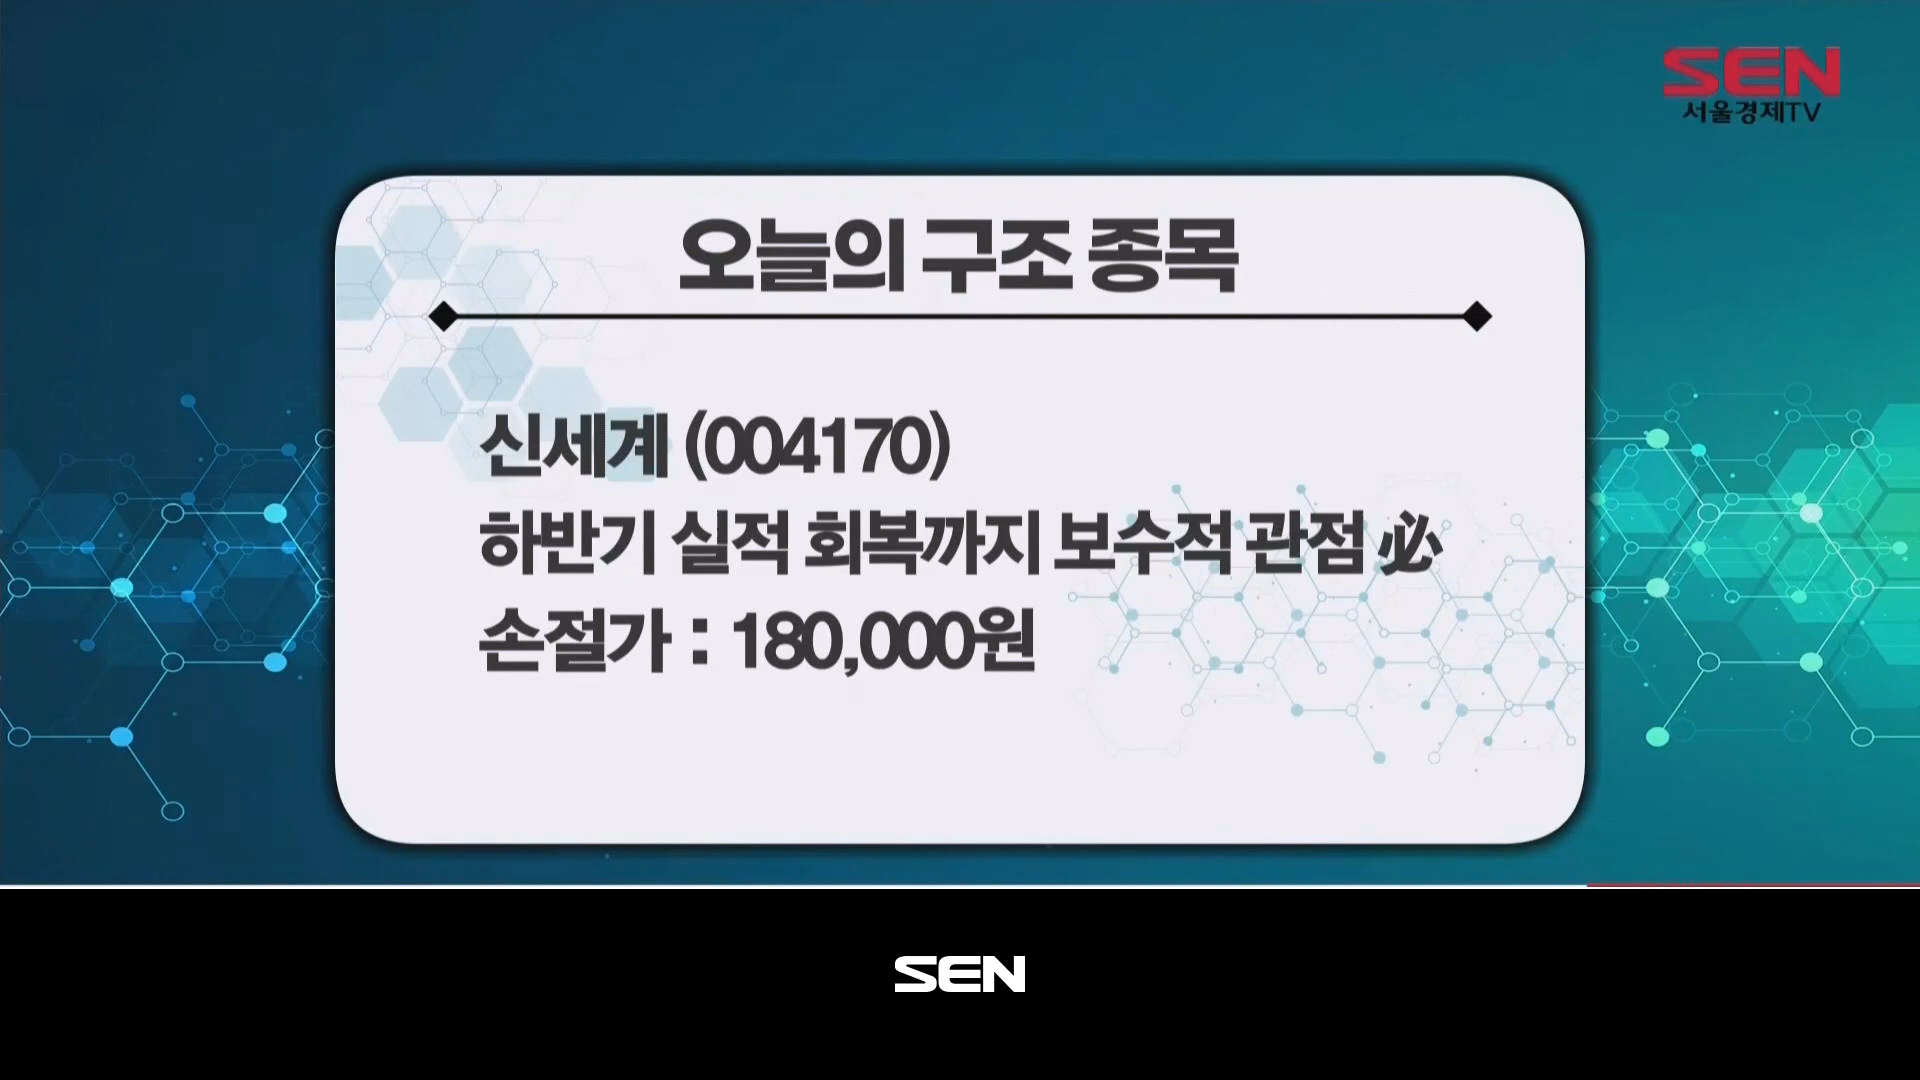 SEN
서울경제TV
오늘의 구조 종목
신세계 (004170)
하반기 실적 회복까지 보수적 관점 必
손절가 : 180,000원
SEN